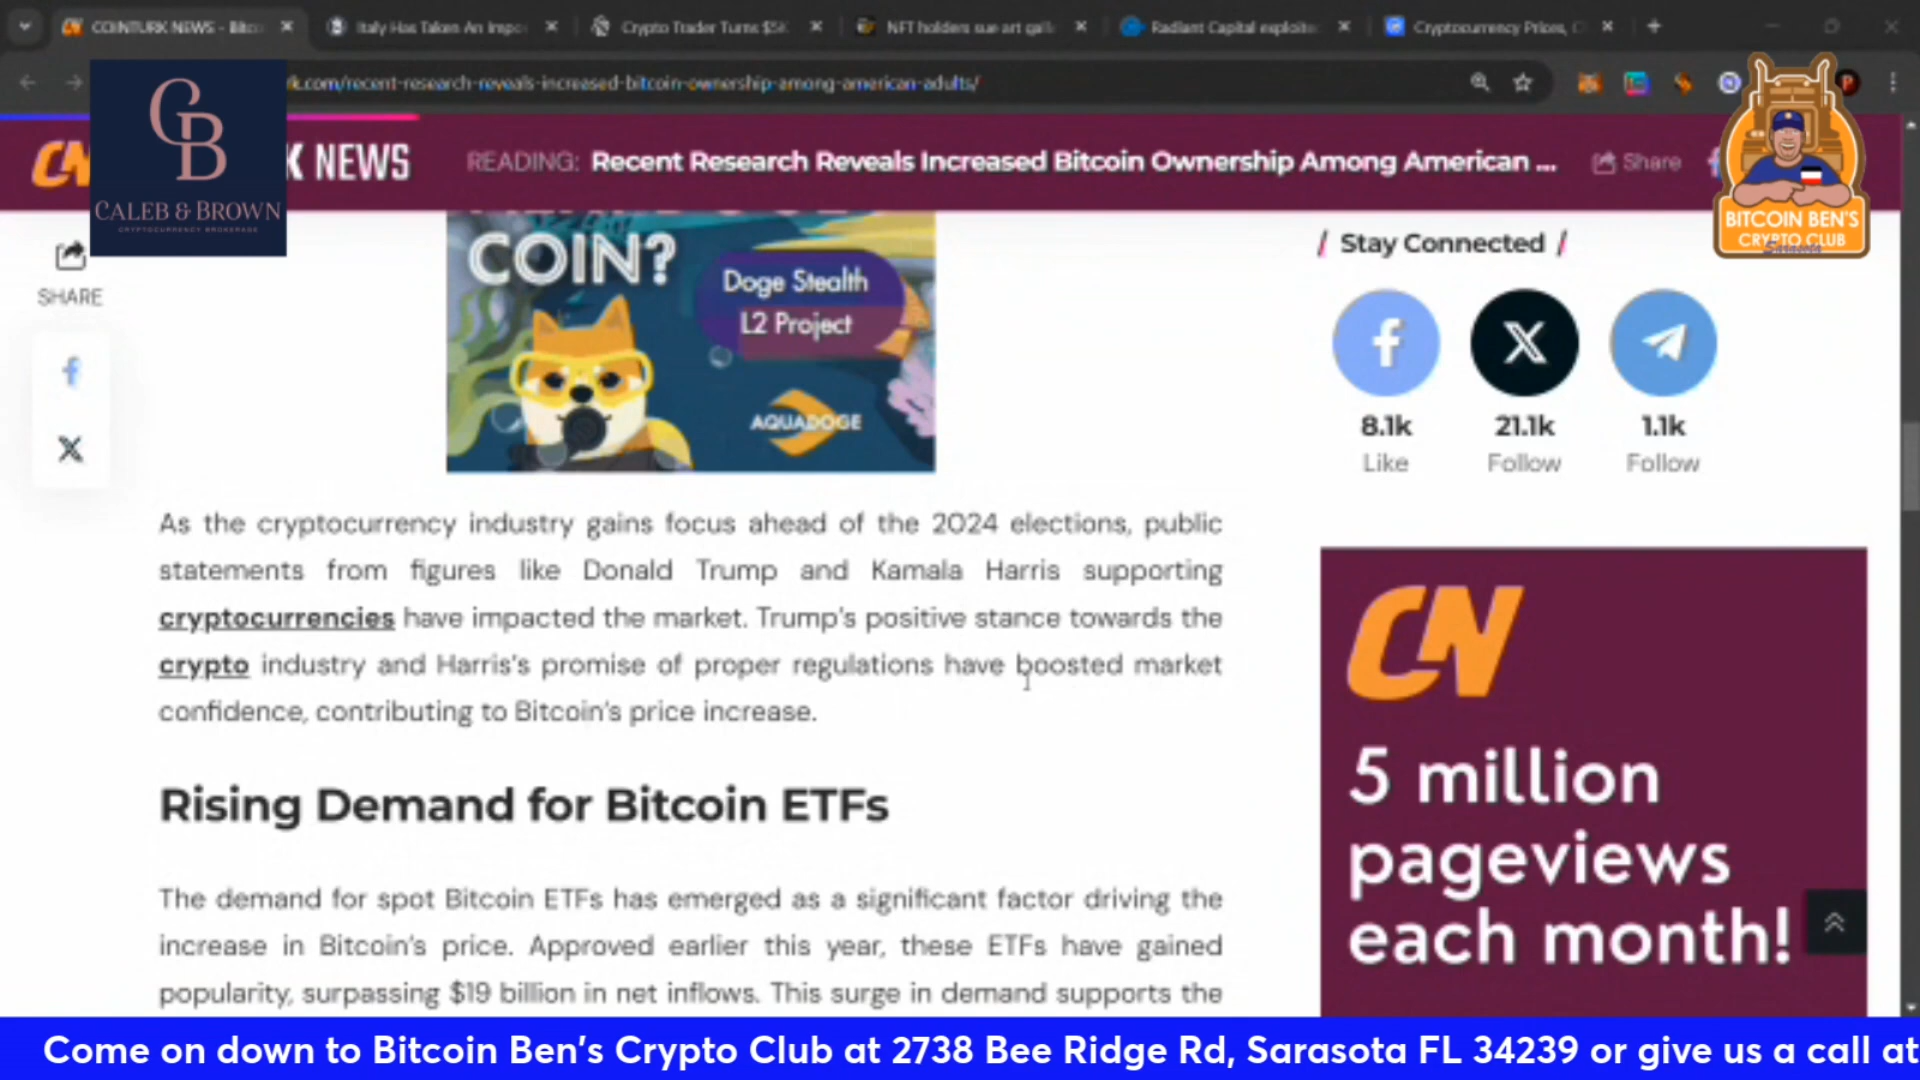 COINTURK NEWS - Bitco
Italy Has Taken An Impo
Crypto Trader Turns $5K
NFT holders sue art gall
Radiant Capital exploite
Cryptocurrency Prices, C
k.com/recent-research-reveals-increased-bitcoin-ownership-among-american-adults/
CB
CALEB & BROWN
CRYPTOCURRENCY BROKERAGE
CN
K NEWS
READING: Recent Research Reveals Increased Bitcoin Ownership Among American ...
Share
BITCOIN BEN'S
CRYPTO CLUB
Sarasota
SHARE
COIN?
Doge Stealth
L2 Project
AQUADOGE
/ Stay Connected /
8.1k
Like
21.1k
Follow
1.1k
Follow
As the cryptocurrency industry gains focus ahead of the 2024 elections, public
statements from figures like Donald Trump and Kamala Harris supporting
cryptocurrencies have impacted the market. Trump's positive stance towards the
crypto industry and Harris's promise of proper regulations have boosted market
confidence, contributing to Bitcoin's price increase.
Rising Demand for Bitcoin ETFs
The demand for spot Bitcoin ETFs has emerged as a significant factor driving the
increase in Bitcoin's price. Approved earlier this year, these ETFs have gained
popularity, surpassing $19 billion in net inflows. This surge in demand supports the
CN
5 million
pageviews
each month!
Come on down to Bitcoin Ben's Crypto Club at 2738 Bee Ridge Rd, Sarasota FL 34239 or give us a call at